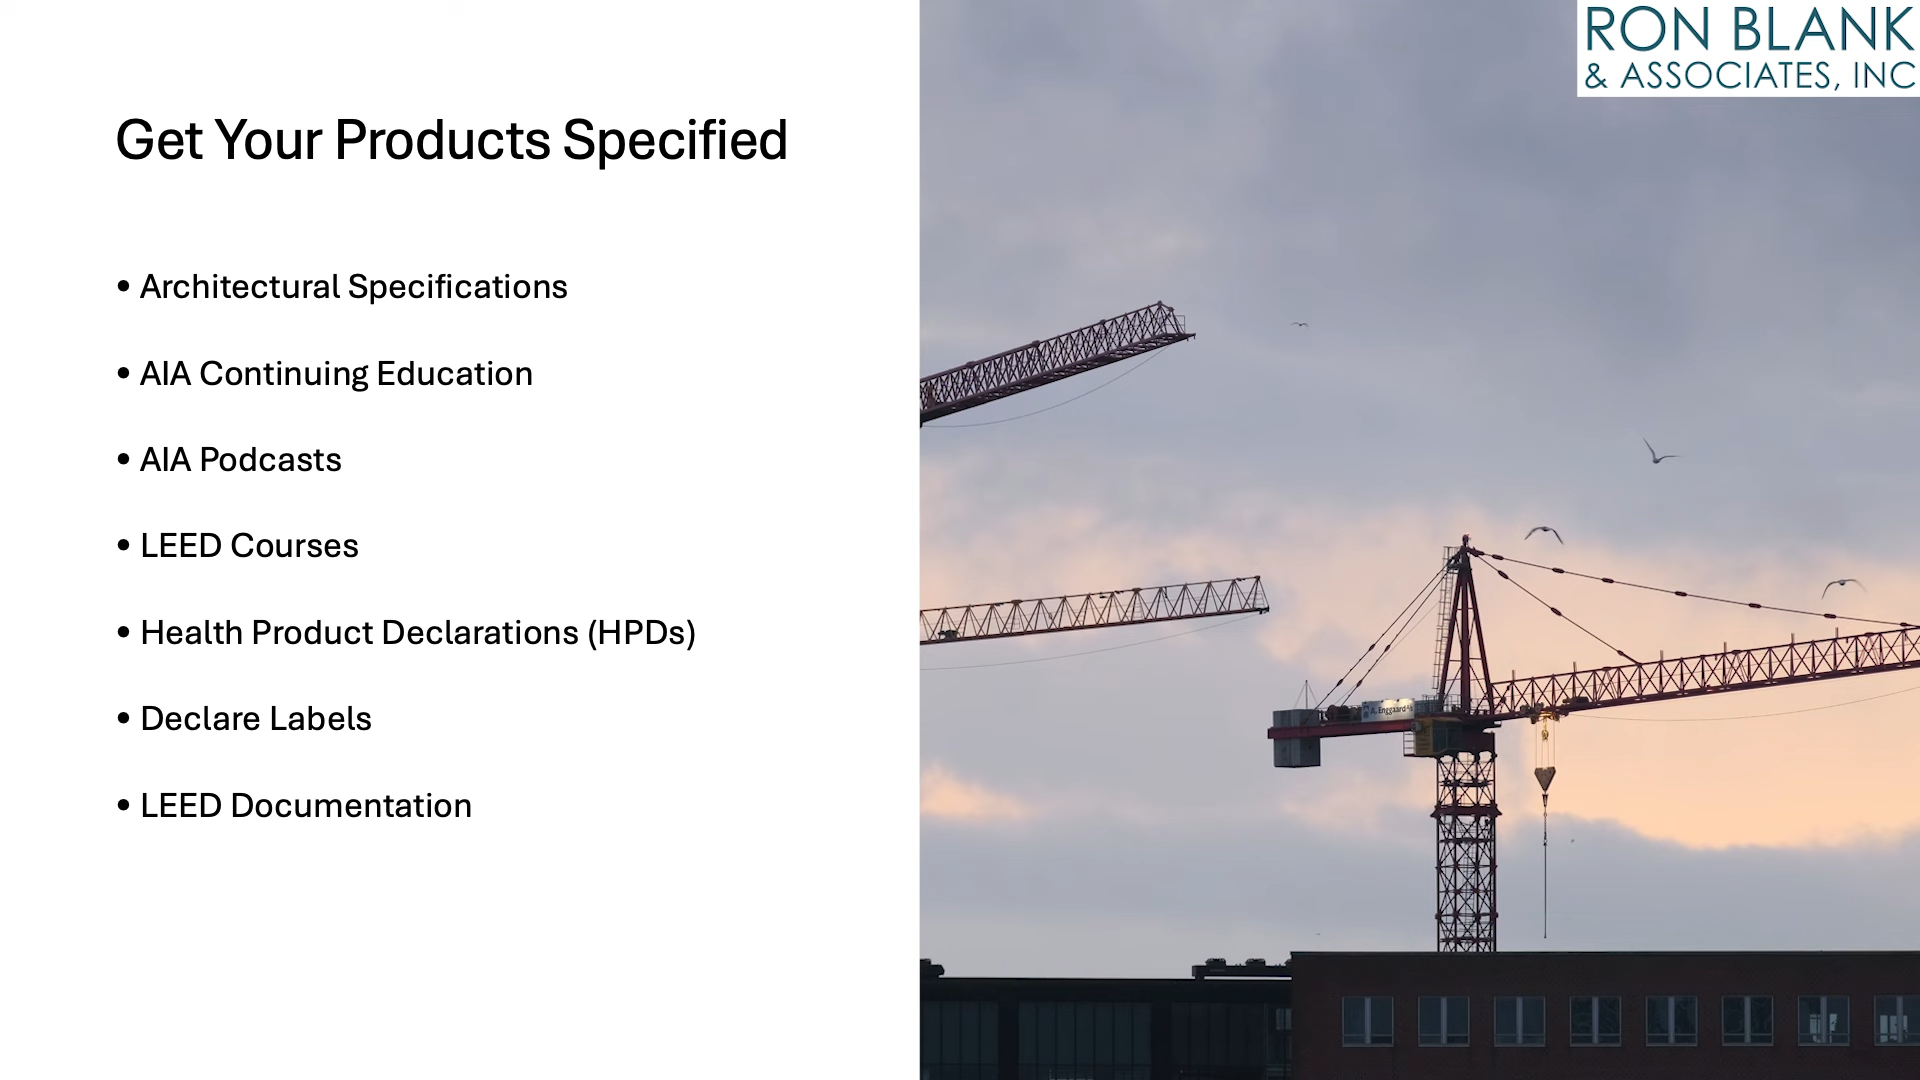 RON BLANK
& ASSOCIATES, INC
Get Your Products Specified
• Architectural Specifications
• AIA Continuing Education
• AIA Podcasts
• LEED Courses
• Health Product Declarations (HPDs)
• Declare Labels
• LEED Documentation
A. Enggaard A/S